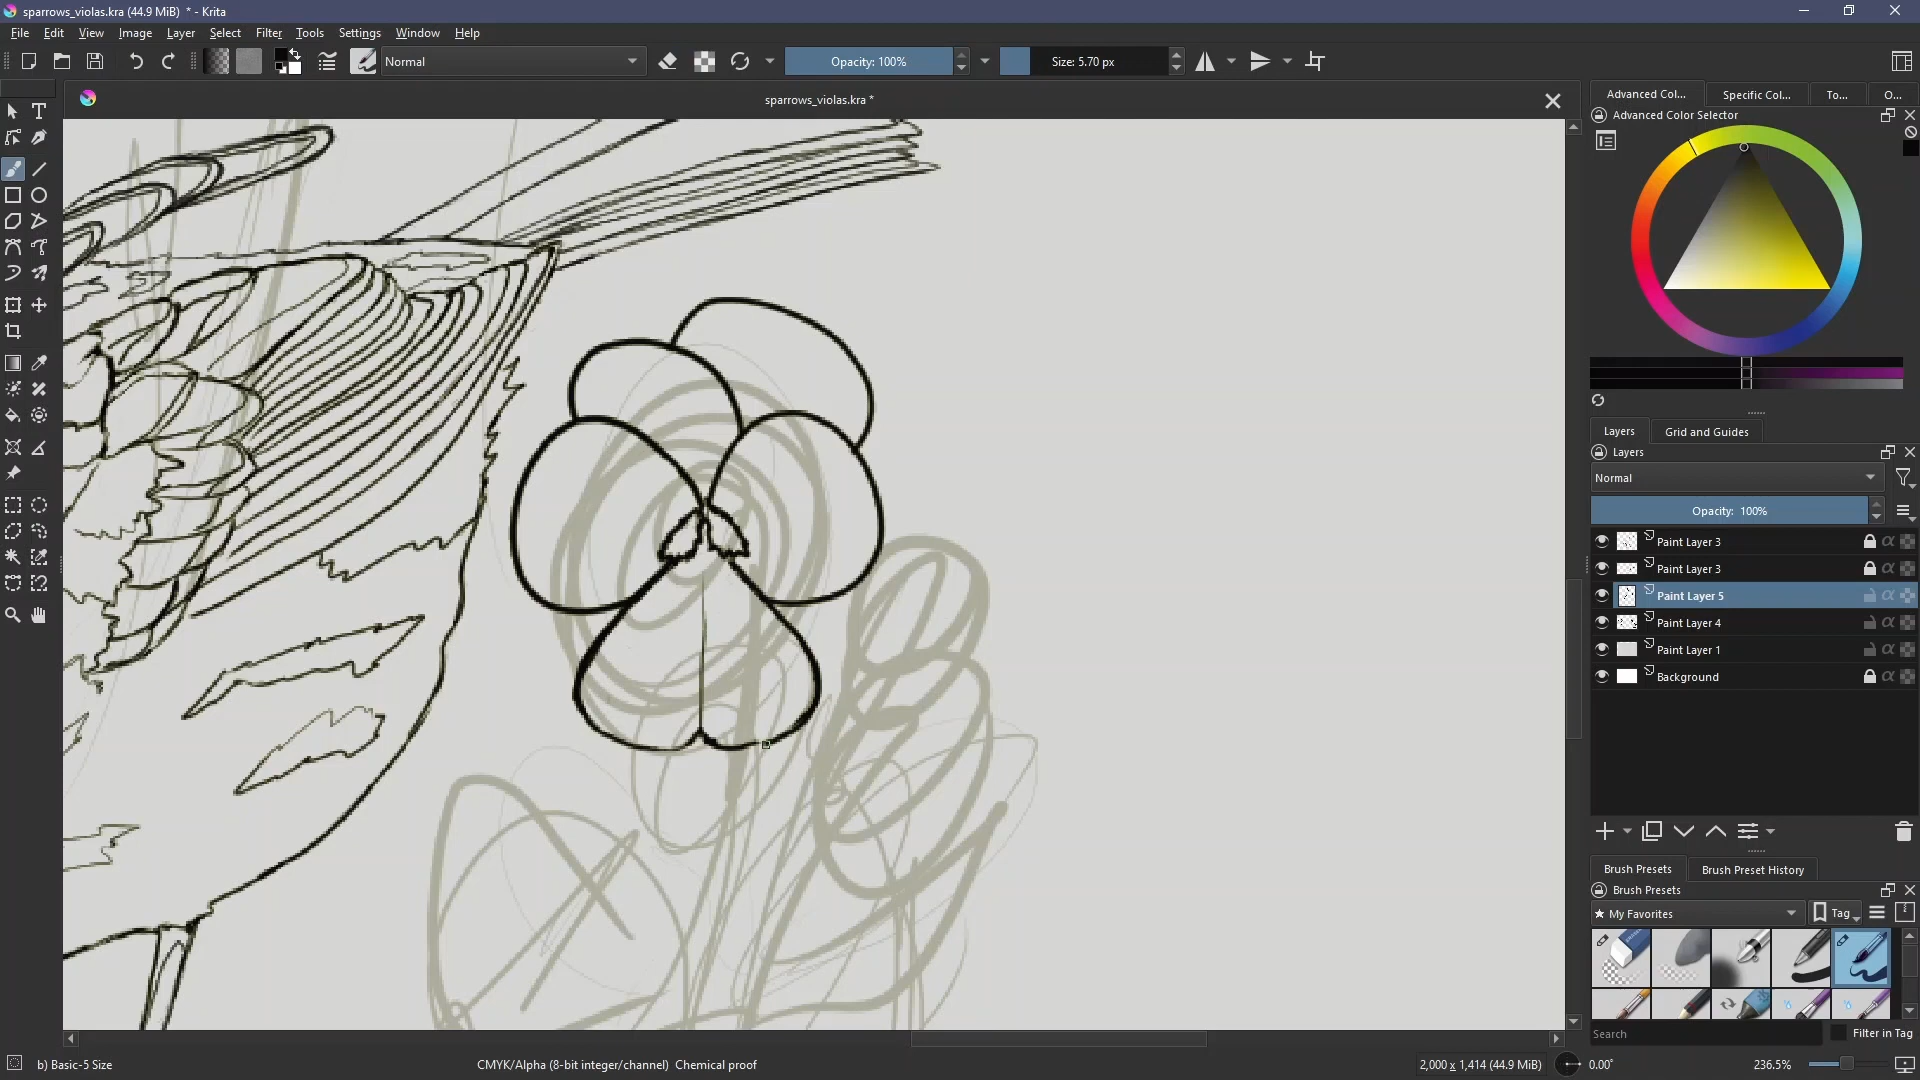 sparrows_violas.kra (44.9 MiB) * - Krita
File Edit View Image Layer Select Filter Tools Settings Window Help
Normal Opacity: 100% Size: 5.70 px
sparrows_violas.kra *
Advanced Col... Specific Col... To... O...
Advanced Color Selector
Layers Grid and Guides
Layers
Normal
Opacity: 100%
Paint Layer 3
Paint Layer 3
Paint Layer 5
Paint Layer 4
Paint Layer 1
Background
Brush Presets Brush Preset History
Brush Presets
My Favorites Tag
Search Filter in Tag
b) Basic-5 Size CMYK/Alpha (8-bit integer/channel) Chemical proof 2,000 x 1,414 (44.9 MiB) 0.00° 236.5%